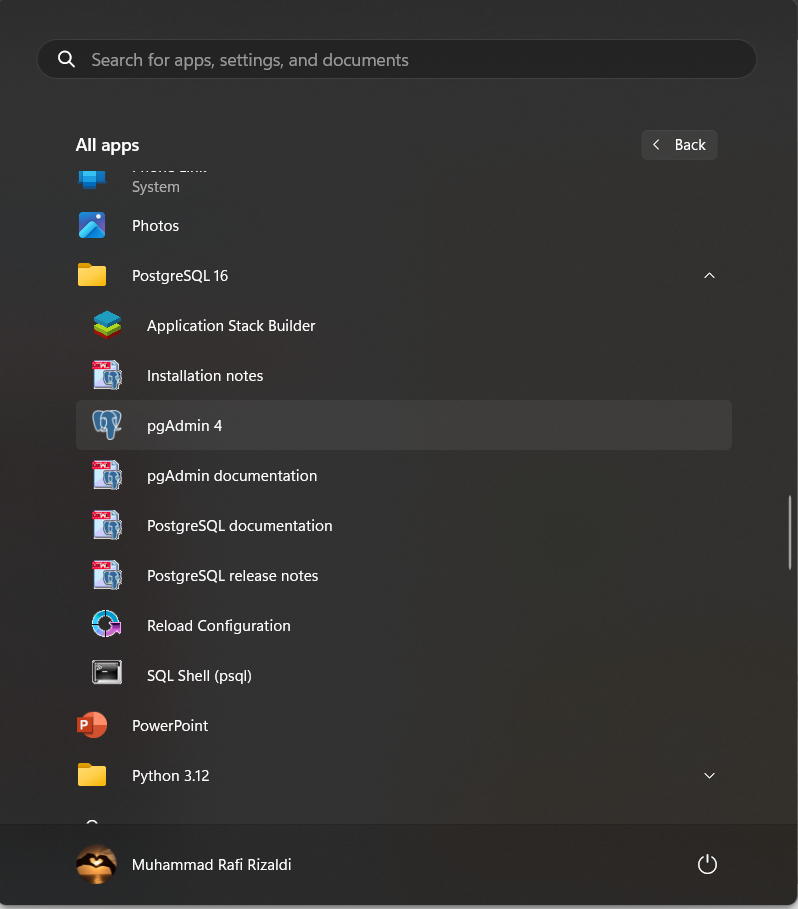 Search for apps, settings, and documents
All apps
Back
Phone Link
System
Photos
PostgreSQL 16
Application Stack Builder
Installation notes
pgAdmin 4
pgAdmin documentation
PostgreSQL documentation
PostgreSQL release notes
Reload Configuration
SQL Shell (psql)
PowerPoint
Python 3.12
Muhammad Rafi Rizaldi